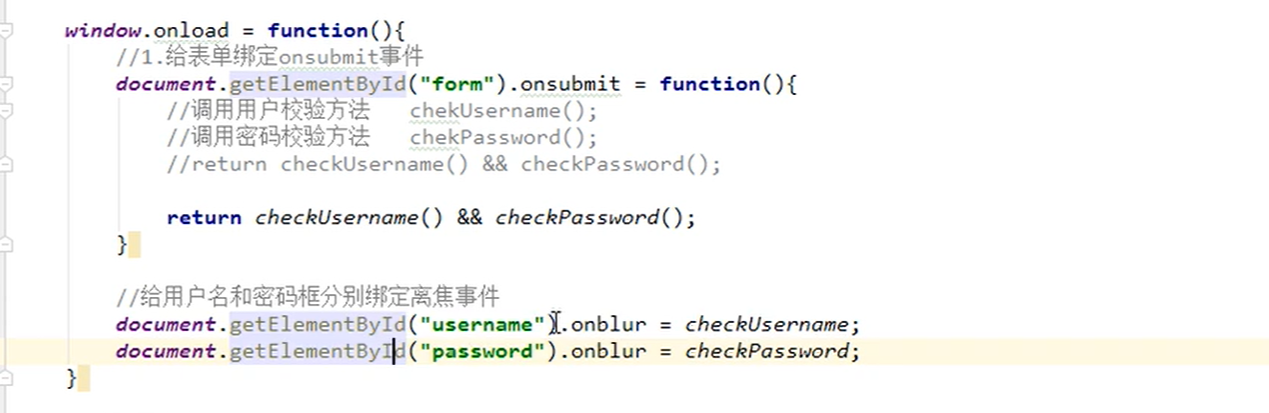 window.onload = function(){
//1.给表单绑定onsubmit事件
document.getElementById("form").onsubmit = function(){
//调用用户校验方法   chekUsername();
//调用密码校验方法   chekPassword();
//return checkUsername() && checkPassword();
return checkUsername() && checkPassword();
}
//给用户名和密码框分别绑定离焦事件
document.getElementById("username").onblur = checkUsername;
document.getElementById("password").onblur = checkPassword;
}